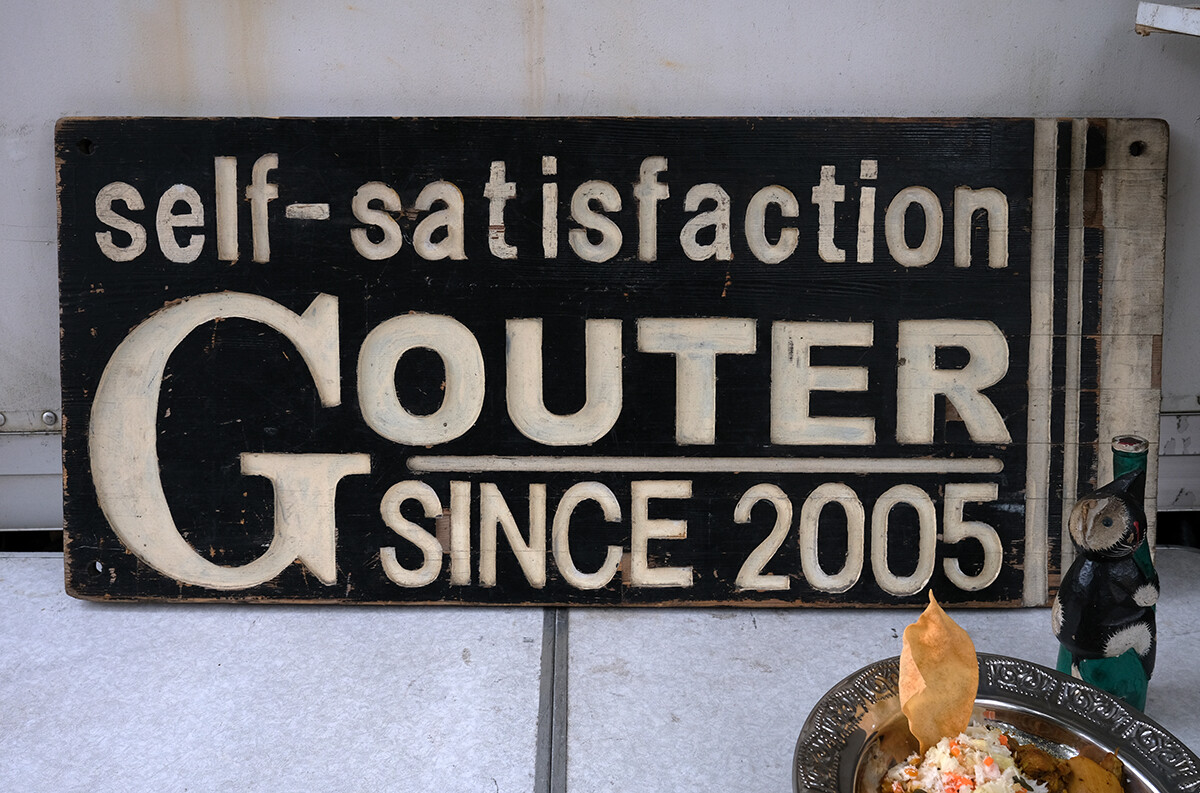 self-satisfaction
GOUTER
SINCE 2005